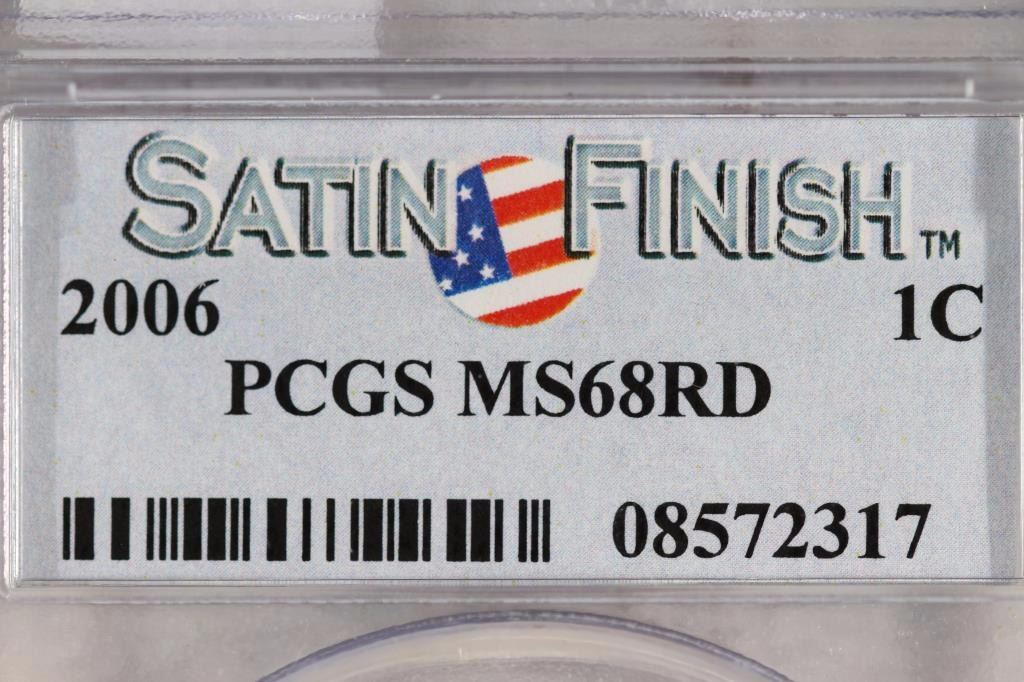 SATIN FINISH™
2006 1C
PCGS MS68RD
08572317